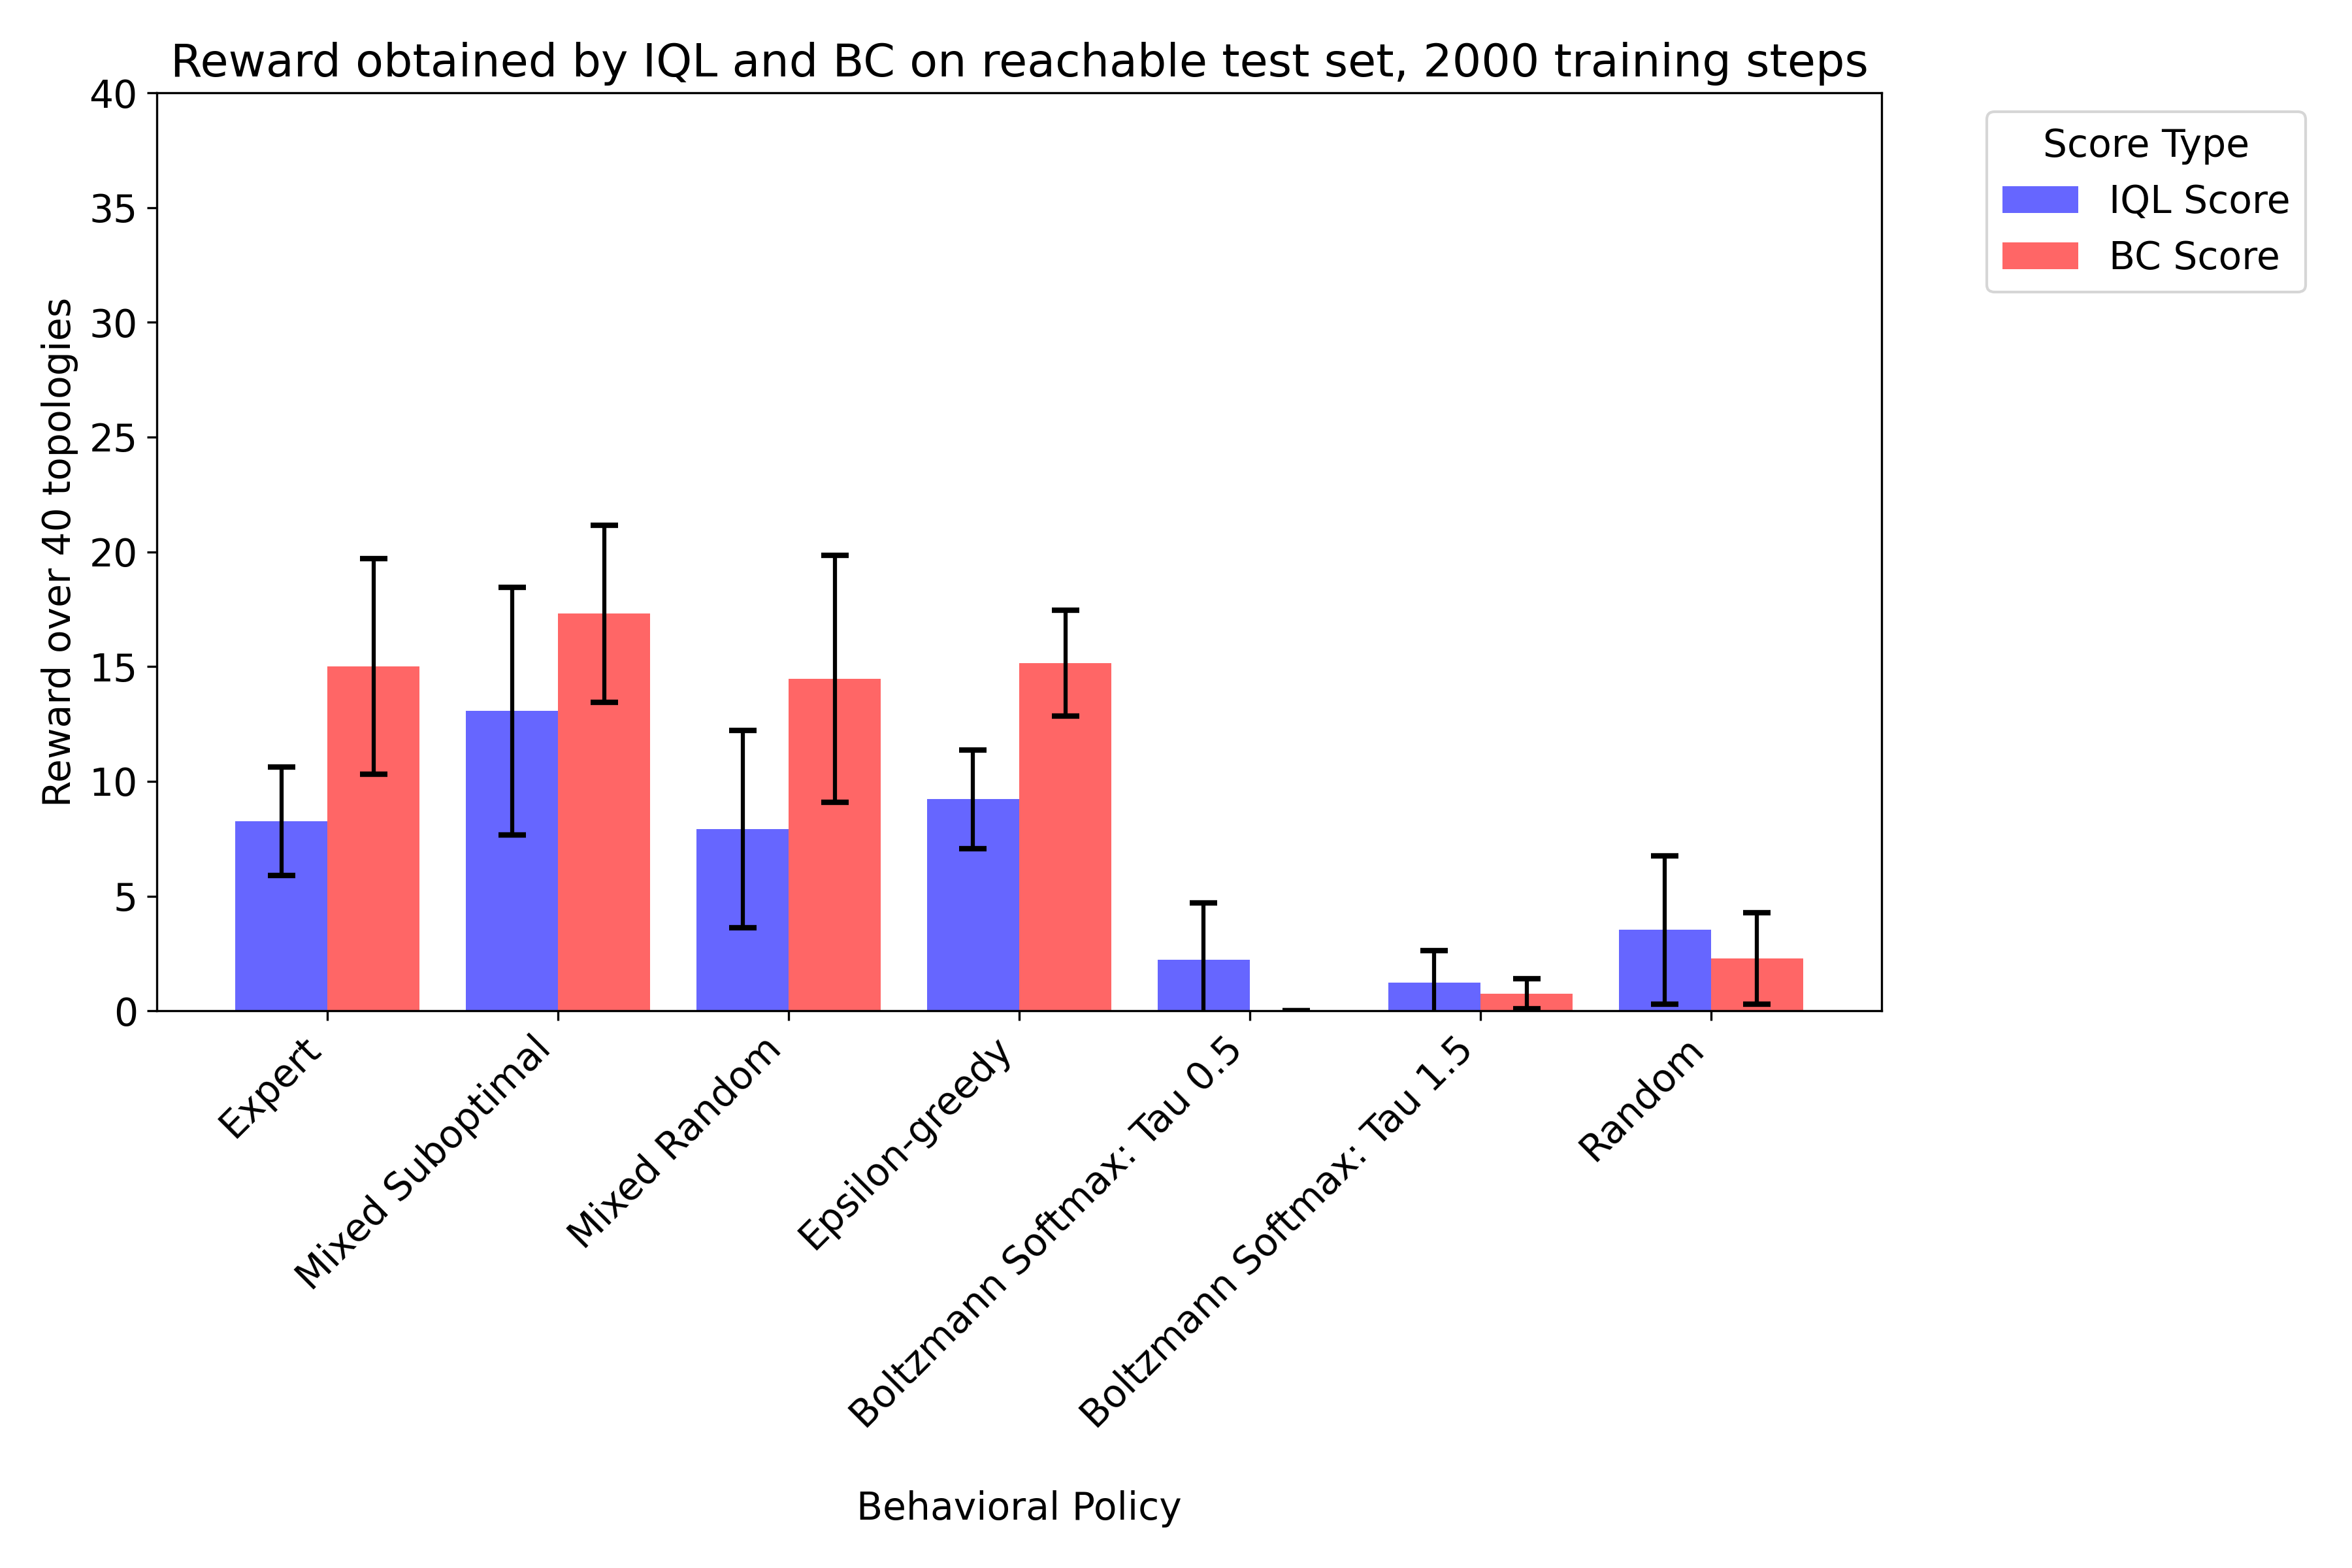 Reward obtained by IQL and BC on reachable test set, 2000 training steps
Score Type
IQL Score
BC Score
Reward over 40 topologies
40
35
30
25
20
15
10
5
0
Expert
Mixed Suboptimal
Mixed Random
Epsilon-greedy
Boltzmann Softmax: Tau 0.5
Boltzmann Softmax: Tau 1.5
Random
Behavioral Policy